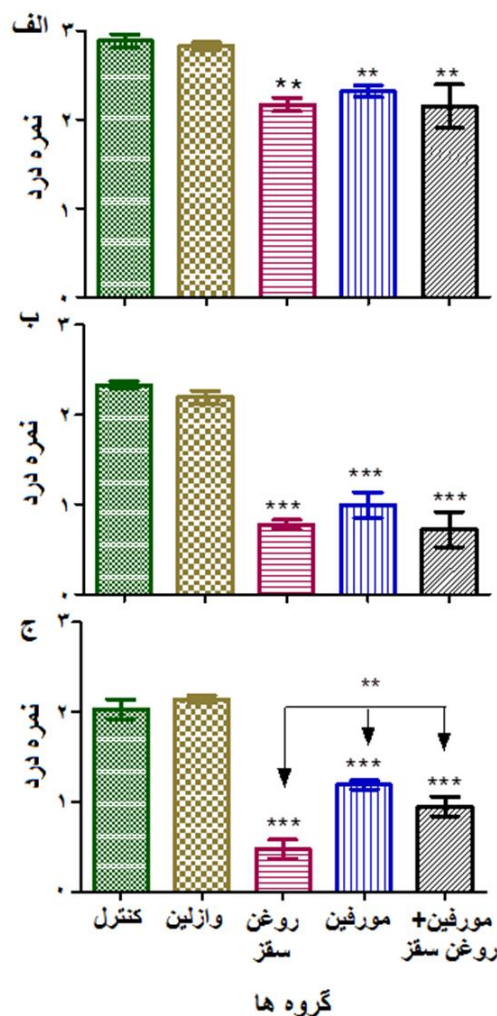 الف
۳
۲
۱
۰
نمره درد
** ** **
۳
۲
۱
۰
نمره درد
*** *** ***
ج
۳
۲
۱
۰
نمره درد
**
*** *** ***
کنترل وازلین روغن سقز مورفین مورفین+ روغن سقز
گروه ها